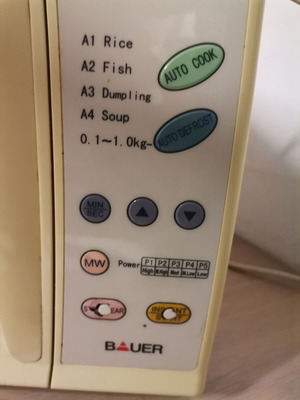 A1 Rice
A2 Fish
AUTO COOK
A3 Dumpling
A4 Soup
0.1~1.0kg
AUTO DEFROST
MIN
SEC
MW
Power
P1 P2 P3 P4 P5
High M.High Med M.Low Low
BAUER